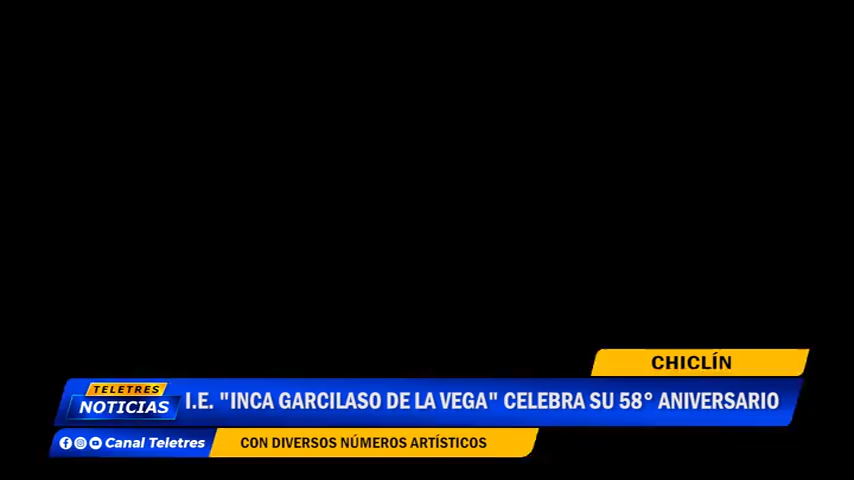 CHICLÍN
TELETRES
NOTICIAS
I.E. "INCA GARCILASO DE LA VEGA" CELEBRA SU 58° ANIVERSARIO
Canal Teletres
CON DIVERSOS NÚMEROS ARTÍSTICOS